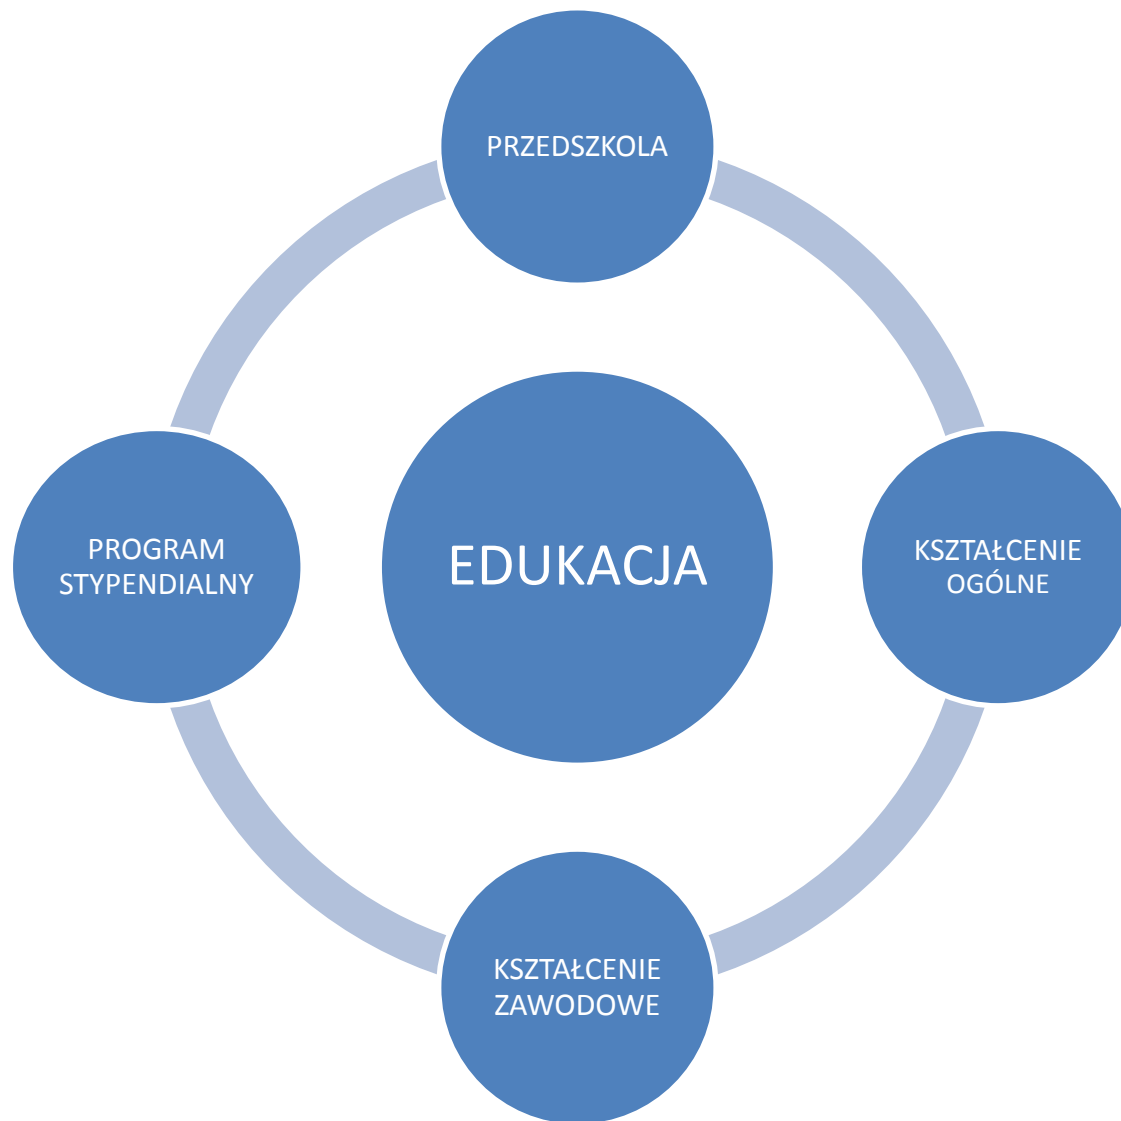 PRZEDSZKOLA
PROGRAM
STYPENDIALNY
EDUKACJA
KSZTAŁCENIE
OGÓLNE
KSZTAŁCENIE
ZAWODOWE